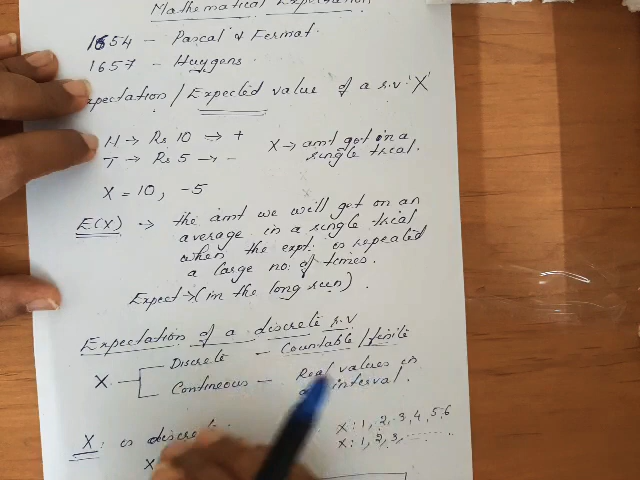 Mathematical Expectation
1654 - Pascal & Fermat.
1657 - Huygens.
Expectation / Expected value of a r.v 'X'
H → Rs 10 → +
T → Rs 5 → -
X → amt got in a
single trial.
X = 10, -5
E(X) → the amt we will get on an
average in a single trial
when the expt. is repeated
a large no: of times.
Expect → (in the long run).
Expectation of a discrete r.v
X
Discrete - Countable / finite
Continuous - Real values in
interval.
X: is discrete
X: 1, 2, 3, 4, 5, 6
X: 1, 2, 3, ........
X